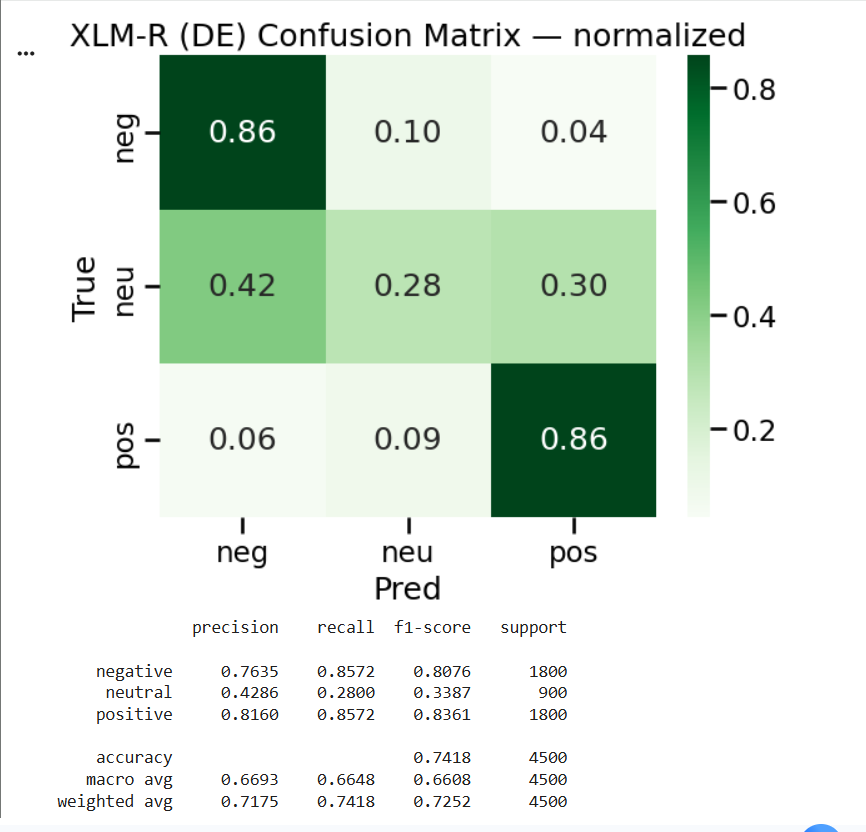 ...
XLM-R (DE) Confusion Matrix — normalized
neg 0.86 0.10 0.04
neu 0.42 0.28 0.30
pos 0.06 0.09 0.86
True
neg neu pos
Pred
0.8
0.6
0.4
0.2
precision recall f1-score support
negative 0.7635 0.8572 0.8076 1800
neutral 0.4286 0.2800 0.3387 900
positive 0.8160 0.8572 0.8361 1800
accuracy 0.7418 4500
macro avg 0.6693 0.6648 0.6608 4500
weighted avg 0.7175 0.7418 0.7252 4500